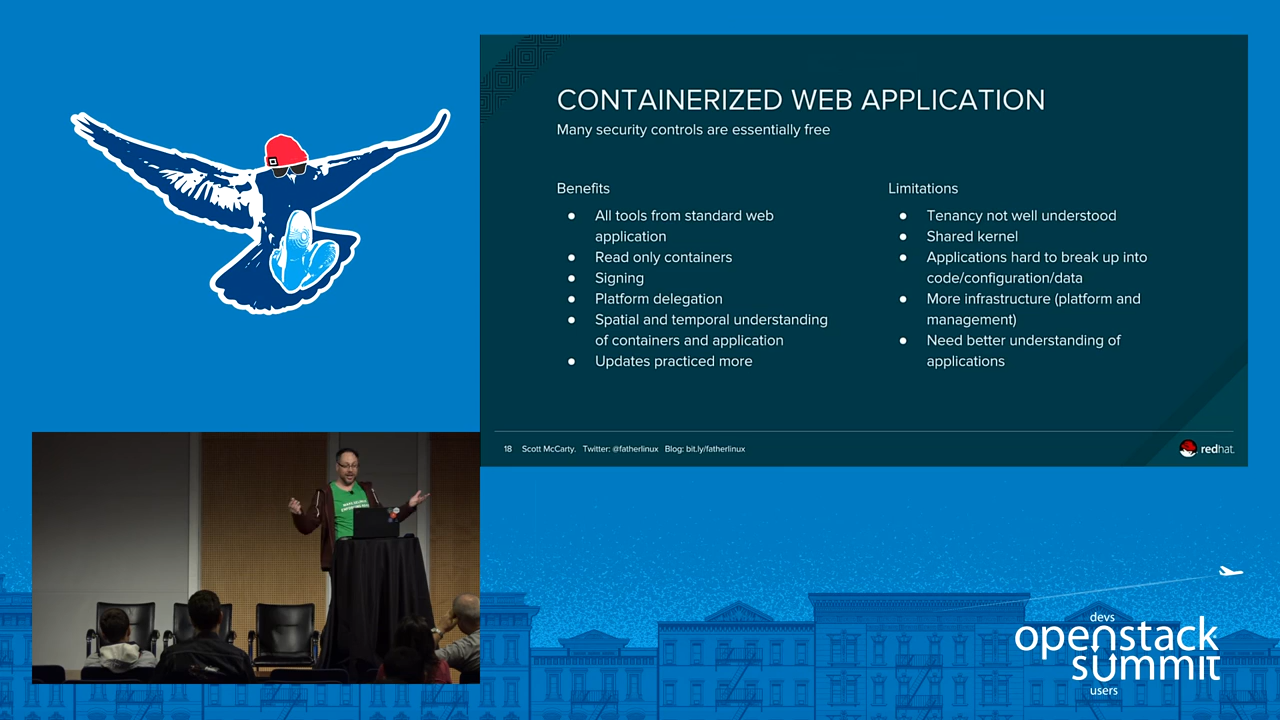 CONTAINERIZED WEB APPLICATION
Many security controls are essentially free
Benefits
● All tools from standard web
application
● Read only containers
● Signing
● Platform delegation
● Spatial and temporal understanding
of containers and application
● Updates practiced more
Limitations
● Tenancy not well understood
● Shared kernel
● Applications hard to break up into
code/configuration/data
● More infrastructure (platform and
management)
● Need better understanding of
applications
18 Scott McCarty. Twitter: @fatherlinux Blog: bit.ly/fatherlinux
redhat.
devs
openstack
summit
users